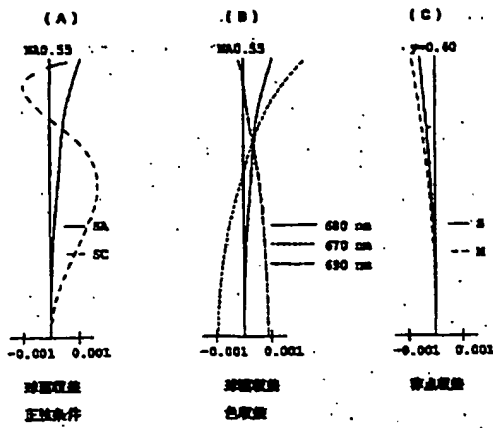 (A)
NA0.55
SA
SC
-0.001 0.001
球面収差
正弦条件
(B)
NA0.55
680 nm
670 nm
690 nm
-0.001 0.001
球面収差
色収差
(C)
y=0.60
S
M
-0.001 0.001
非点収差